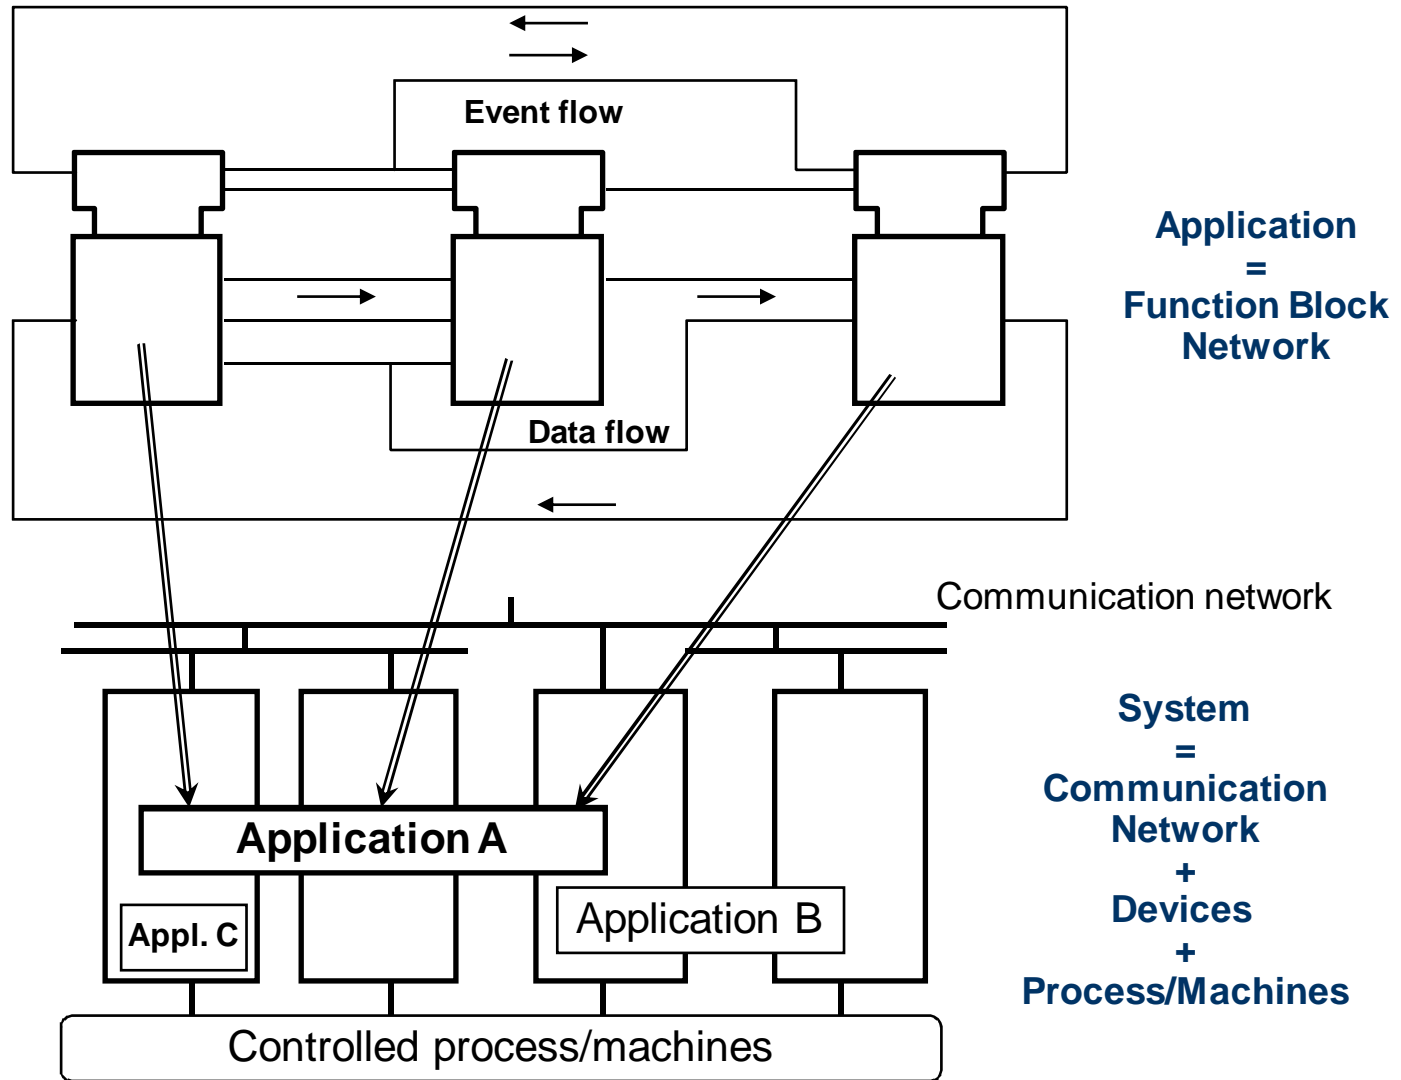 Event flow
Application
=
Function Block
Network
Data flow
Communication network
System
=
Communication
Network
+
Devices
+
Process/Machines
Application A
Appl. C
Application B
Controlled process/machines